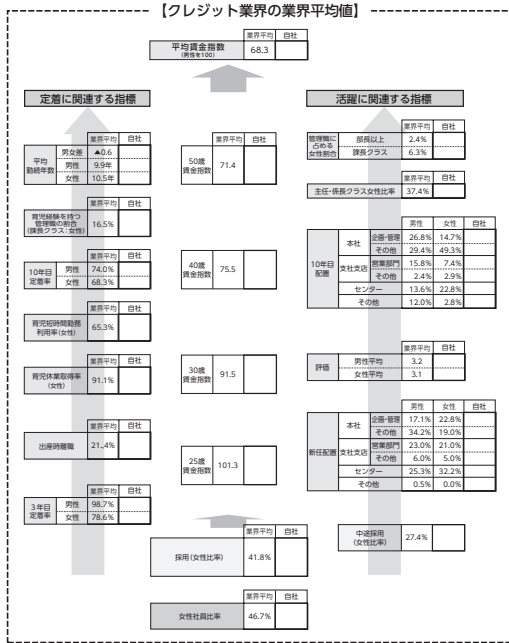 【クレジット業界の業界平均値】
業界平均 自社
平均賃金指数 68.3
(男性を100)
定着に関連する指標
業界平均 自社
平均勤続年数 男女差 ▲0.6
男性 9.9年
女性 10.5年
業界平均 自社
育児経験を持つ
管理職の割合 16.5%
(課長クラス:女性)
業界平均 自社
10年目定着率 男性 74.0%
女性 68.3%
業界平均 自社
育児短時間勤務
利用率(女性) 65.3%
業界平均 自社
育児休業取得率 91.1%
(女性)
業界平均 自社
出産時離職 21.4%
業界平均 自社
3年目定着率 男性 98.7%
女性 78.6%
業界平均 自社
50歳
賃金指数 71.4
業界平均 自社
40歳
賃金指数 75.5
業界平均 自社
30歳
賃金指数 91.5
業界平均 自社
25歳
賃金指数 101.3
業界平均 自社
採用(女性比率) 41.8%
業界平均 自社
女性社員比率 46.7%
活躍に関連する指標
業界平均 自社
管理職に占める女性割合 部長以上 2.4%
課長クラス 6.3%
業界平均 自社
主任・係長クラス女性比率 37.4%
男性 女性 自社
10年目配置 本社 企画・管理 26.8% 14.7%
その他 29.4% 49.3%
支社支店 営業部門 15.8% 7.4%
その他 2.4% 2.9%
センター 13.6% 22.8%
その他 12.0% 2.8%
業界平均 自社
評価 男性平均 3.2
女性平均 3.1
男性 女性 自社
新任配置 本社 企画・管理 17.1% 22.8%
その他 34.2% 19.0%
支社支店 営業部門 23.0% 21.0%
その他 6.0% 5.0%
センター 25.3% 32.2%
その他 0.5% 0.0%
業界平均 自社
中途採用
(女性比率) 27.4%